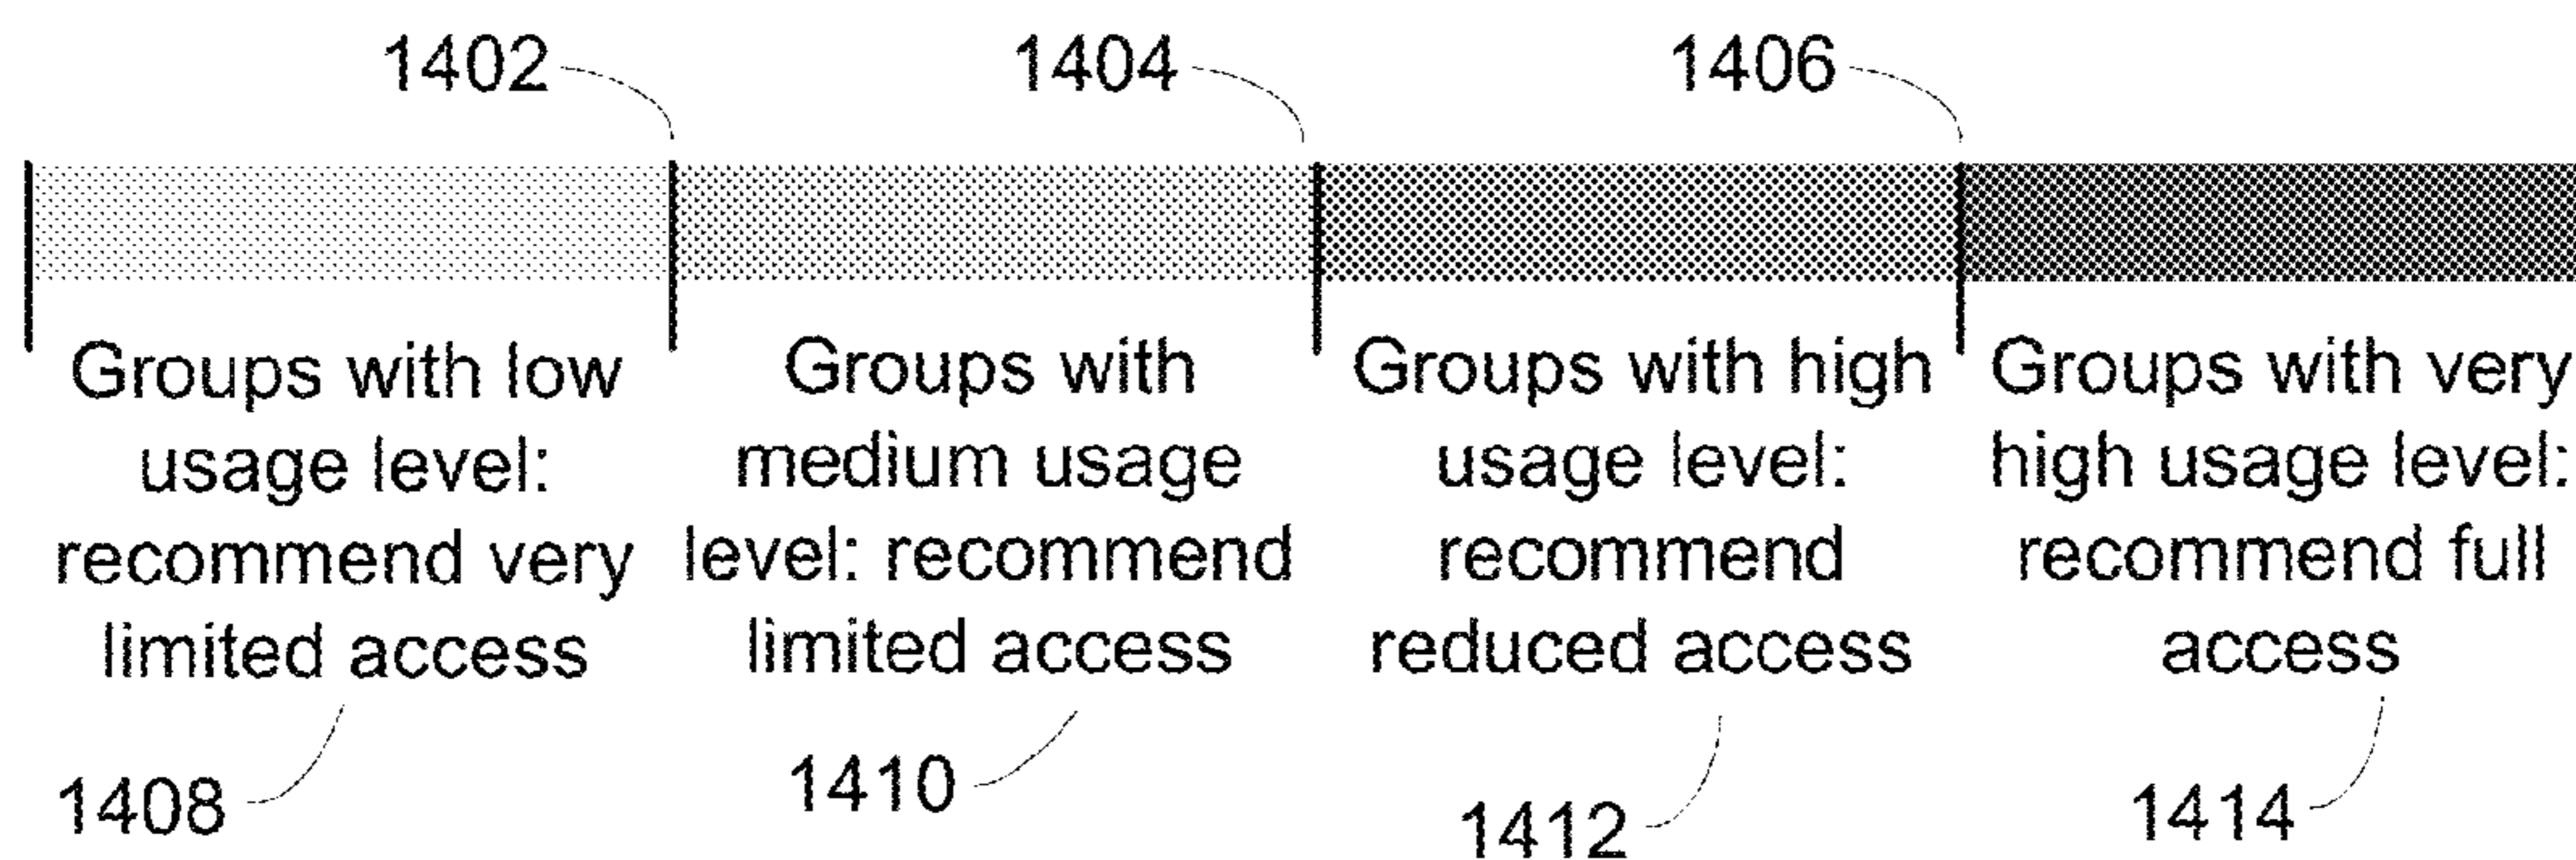 1402
1404
1406
Groups with low
usage level:
recommend very
limited access
Groups with
medium usage
level: recommend
limited access
Groups with high
usage level:
recommend
reduced access
Groups with very
high usage level:
recommend full
access
1408
1410
1412
1414